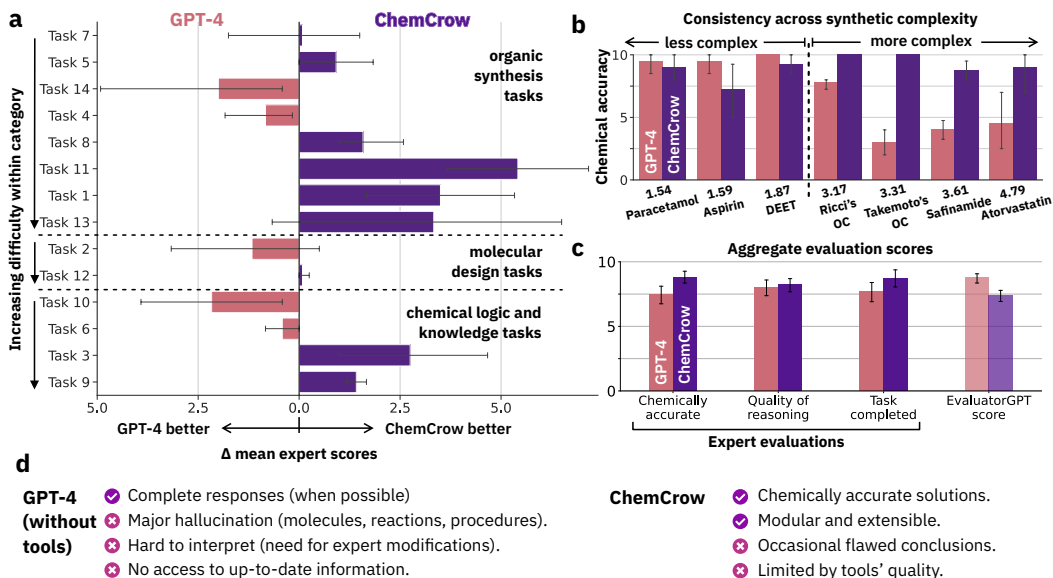 a
GPT-4
ChemCrow
Increasing difficulty within category
Task 7
Task 5
Task 14
Task 4
Task 8
Task 11
Task 1
Task 13
Task 2
Task 12
Task 10
Task 6
Task 3
Task 9
organic
synthesis
tasks
molecular
design tasks
chemical logic and
knowledge tasks
5.0
2.5
0.0
2.5
5.0
GPT-4 better
ChemCrow better
Δ mean expert scores
b
Consistency across synthetic complexity
less complex
more complex
Chemical accuracy
10
5
0
GPT-4
ChemCrow
1.54
Paracetamol
1.59
Aspirin
1.87
DEET
3.17
Ricci's
OC
3.31
Takemoto's
OC
3.61
Safinamide
4.79
Atorvastatin
c
Aggregate evaluation scores
10
5
0
GPT-4
ChemCrow
Chemically
accurate
Quality of
reasoning
Task
completed
EvaluatorGPT
score
Expert evaluations
d
GPT-4
(without
tools)
Complete responses (when possible)
Major hallucination (molecules, reactions, procedures).
Hard to interpret (need for expert modifications).
No access to up-to-date information.
ChemCrow
Chemically accurate solutions.
Modular and extensible.
Occasional flawed conclusions.
Limited by tools' quality.